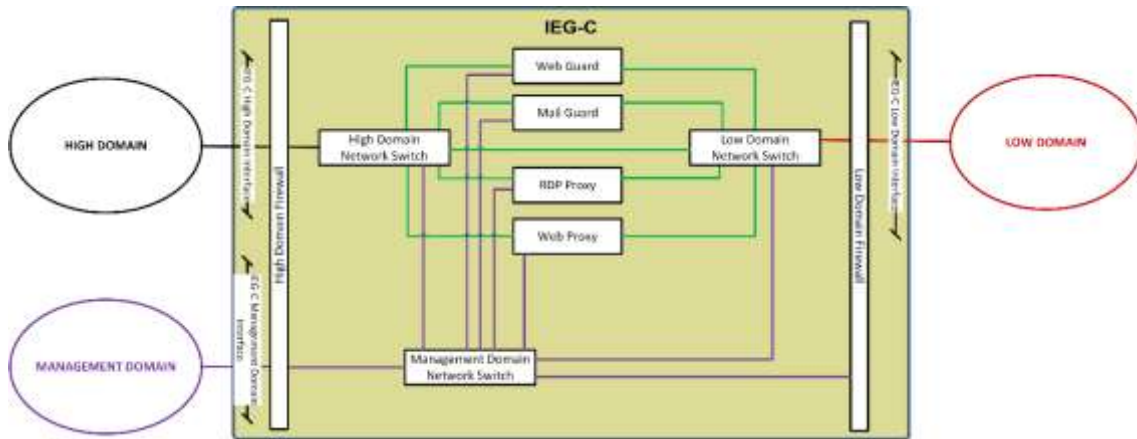 IEG-C
Web Guard
Mail Guard
High Domain
Network Switch
Low Domain
Network Switch
RDP Proxy
Web Proxy
Management Domain
Network Switch
HIGH DOMAIN
MANAGEMENT DOMAIN
LOW DOMAIN
IEG-C High Domain Interface
High Domain Firewall
IEG-C Management Domain
Interface
Low Domain Firewall
IEG-C Low Domain Interface